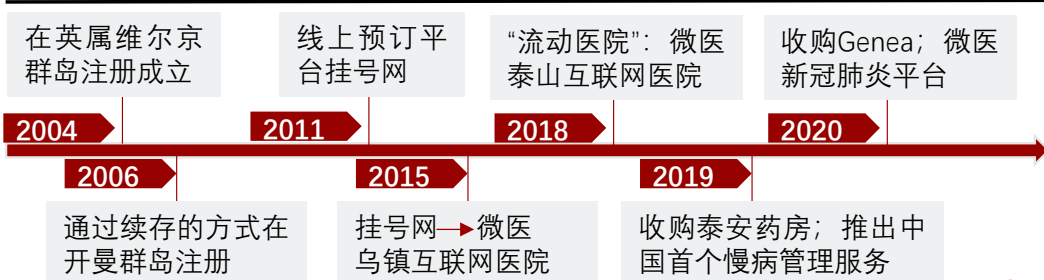 在英属维尔京
群岛注册成立
线上预订平
台挂号网
“流动医院”：微医
泰山互联网医院
收购Genea；微医
新冠肺炎平台
2004
2011
2018
2020
2006
2015
2019
通过续存的方式在
开曼群岛注册
挂号网→微医
乌镇互联网医院
收购泰安药房；推出中
国首个慢病管理服务